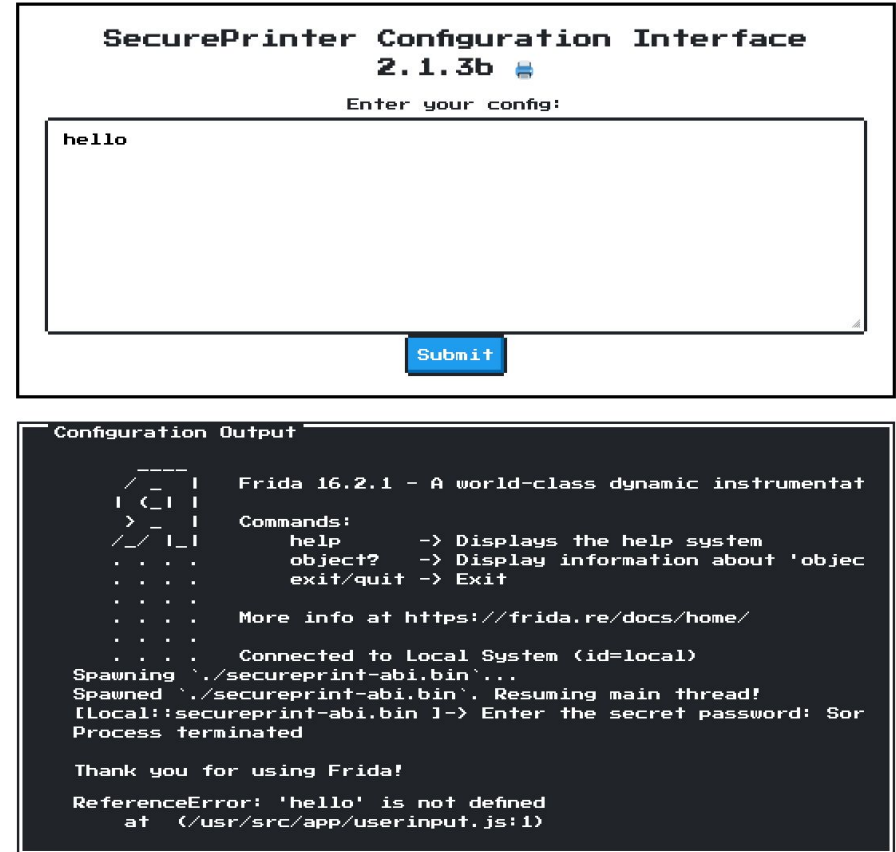 SecurePrinter Configuration Interface
2.1.3b
Enter your config:
hello
Submit
Configuration Output
Frida 16.2.1 - A world-class dynamic instrumentat
Commands:
help -> Displays the help system
object? -> Display information about 'objec
exit/quit -> Exit
More info at https://frida.re/docs/home/
Connected to Local System (id=local)
Spawning `./secureprint-abi.bin`...
Spawned `./secureprint-abi.bin`. Resuming main thread!
[Local::secureprint-abi.bin ]-> Enter the secret password: Sor
Process terminated
Thank you for using Frida!
ReferenceError: 'hello' is not defined
at (/usr/src/app/userinput.js:1)